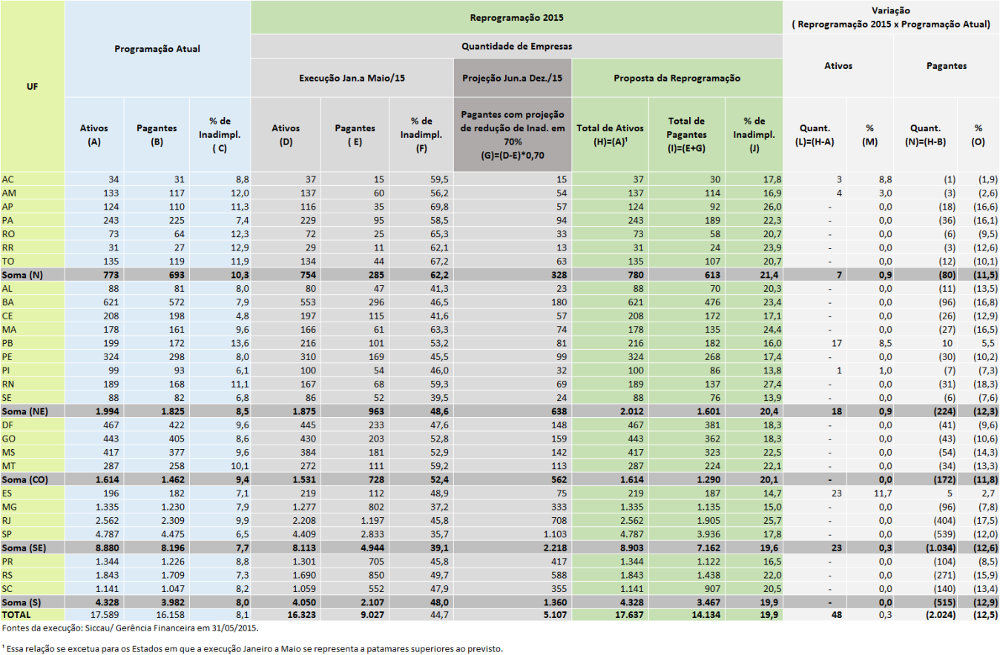 Variação
Reprogramação 2015
( Reprogramação 2015 x Programação Atual)
Programação Atual
Quantidade de Empresas
Ativos
Pagantes
Execução Jan.a Maio/15
Projeção Jun.a Dez./15
Proposta da Reprogramação
UF
Ativos
(A)
Pagantes
(B)
% de
Inadimpl.
( C)
Ativos
(D)
Pagantes
( E)
% de
Inadimpl.
(F)
Pagantes com projeção
de redução de Inad. em
70%
(G)=(D-E)*0,70
Total de Ativos
(H)=(A)¹
Total de
Pagantes
(I)=(E+G)
% de
Inadimpl.
(J)
Quant.
(L)=(H-A)
%
(M)
Quant.
(N)=(H-B)
%
(O)
AC 34 31 8,8 37 15 59,5 15 37 30 17,8 3 8,8 (1) (1,9)
AM 133 117 12,0 137 60 56,2 54 137 114 16,9 4 3,0 (3) (2,6)
AP 124 110 11,3 116 35 69,8 57 124 92 26,0 - 0,0 (18) (16,6)
PA 243 225 7,4 229 95 58,5 94 243 189 22,3 - 0,0 (36) (16,1)
RO 73 64 12,3 72 25 65,3 33 73 58 20,7 - 0,0 (6) (9,5)
RR 31 27 12,9 29 11 62,1 13 31 24 23,9 - 0,0 (3) (12,6)
TO 135 119 11,9 134 44 67,2 63 135 107 20,7 - 0,0 (12) (10,1)
Soma (N) 773 693 10,3 754 285 62,2 328 780 613 21,4 7 0,9 (80) (11,5)
AL 88 81 8,0 80 47 41,3 23 88 70 20,3 - 0,0 (11) (13,5)
BA 621 572 7,9 553 296 46,5 180 621 476 23,4 - 0,0 (96) (16,8)
CE 208 198 4,8 197 115 41,6 57 208 172 17,1 - 0,0 (26) (12,9)
MA 178 161 9,6 166 61 63,3 74 178 135 24,4 - 0,0 (27) (16,5)
PB 199 172 13,6 216 101 53,2 81 216 182 16,0 17 8,5 10 5,5
PE 324 298 8,0 310 169 45,5 99 324 268 17,4 - 0,0 (30) (10,2)
PI 99 93 6,1 100 54 46,0 32 100 86 13,8 1 1,0 (7) (7,3)
RN 189 168 11,1 167 68 59,3 69 189 137 27,4 - 0,0 (31) (18,3)
SE 88 82 6,8 86 52 39,5 24 88 76 13,9 - 0,0 (6) (7,6)
Soma (NE) 1.994 1.825 8,5 1.875 963 48,6 638 2.012 1.601 20,4 18 0,9 (224) (12,3)
DF 467 422 9,6 445 233 47,6 148 467 381 18,3 - 0,0 (41) (9,6)
GO 443 405 8,6 430 203 52,8 159 443 362 18,3 - 0,0 (43) (10,6)
MS 417 377 9,6 384 181 52,9 142 417 323 22,5 - 0,0 (54) (14,3)
MT 287 258 10,1 272 111 59,2 113 287 224 22,1 - 0,0 (34) (13,3)
Soma (CO) 1.614 1.462 9,4 1.531 728 52,4 562 1.614 1.290 20,1 - 0,0 (172) (11,8)
ES 196 182 7,1 219 112 48,9 75 219 187 14,7 23 11,7 5 2,7
MG 1.335 1.230 7,9 1.277 802 37,2 333 1.335 1.135 15,0 - 0,0 (96) (7,8)
RJ 2.562 2.309 9,9 2.208 1.197 45,8 708 2.562 1.905 25,7 - 0,0 (404) (17,5)
SP 4.787 4.475 6,5 4.409 2.833 35,7 1.103 4.787 3.936 17,8 - 0,0 (539) (12,0)
Soma (SE) 8.880 8.196 7,7 8.113 4.944 39,1 2.218 8.903 7.162 19,6 23 0,3 (1.034) (12,6)
PR 1.344 1.226 8,8 1.301 705 45,8 417 1.344 1.122 16,5 - 0,0 (104) (8,5)
RS 1.843 1.709 7,3 1.690 850 49,7 588 1.843 1.438 22,0 - 0,0 (271) (15,9)
SC 1.141 1.047 8,2 1.059 552 47,9 355 1.141 907 20,5 - 0,0 (140) (13,4)
Soma (S) 4.328 3.982 8,0 4.050 2.107 48,0 1.360 4.328 3.467 19,9 - 0,0 (515) (12,9)
TOTAL 17.589 16.158 8,1 16.323 9.027 44,7 5.107 17.637 14.134 19,9 48 0,3 (2.024) (12,5)
Fontes da execução: Siccau/ Gerência Financeira em 31/05/2015.
¹ Essa relação se excetua para os Estados em que a execução Janeiro a Maio se representa a patamares superiores ao previsto.